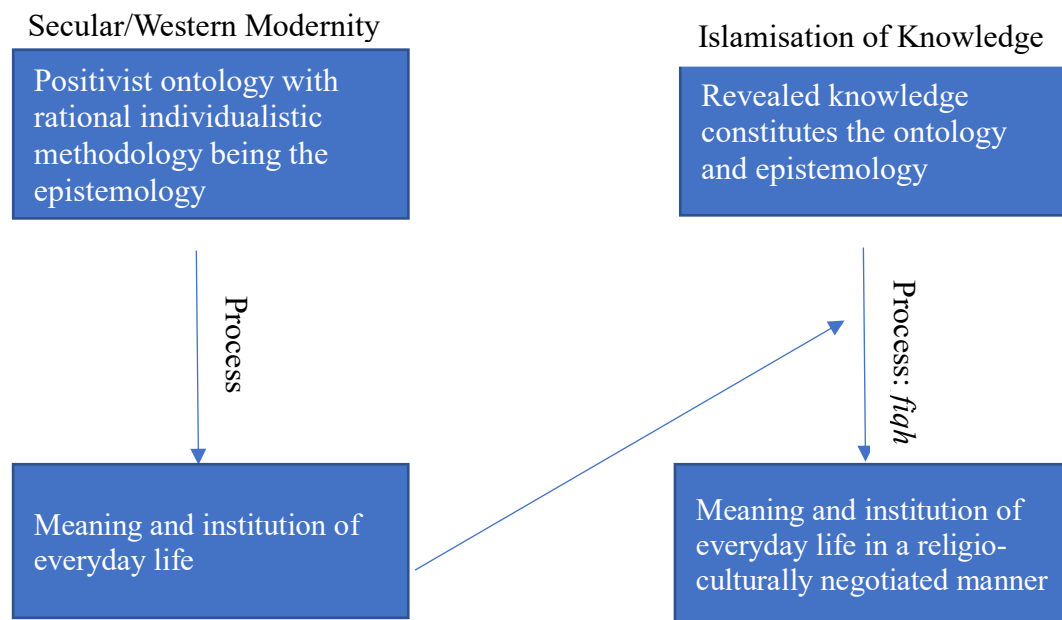 Secular/Western Modernity
Positivist ontology with
rational individualistic
methodology being the
epistemology
Process
Meaning and institution of
everyday life
Islamisation of Knowledge
Revealed knowledge
constitutes the ontology
and epistemology
Process: fiqh
Meaning and institution of
everyday life in a religio-
culturally negotiated manner